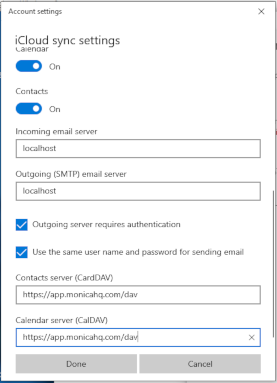 Account settings
iCloud sync settings
Calendar
On
Contacts
On
Incoming email server
localhost
Outgoing (SMTP) email server
localhost
Outgoing server requires authentication
Use the same user name and password for sending email
Contacts server (CardDAV)
https://app.monicahq.com/dav
Calendar server (CalDAV)
https://app.monicahq.com/dav
Done
Cancel